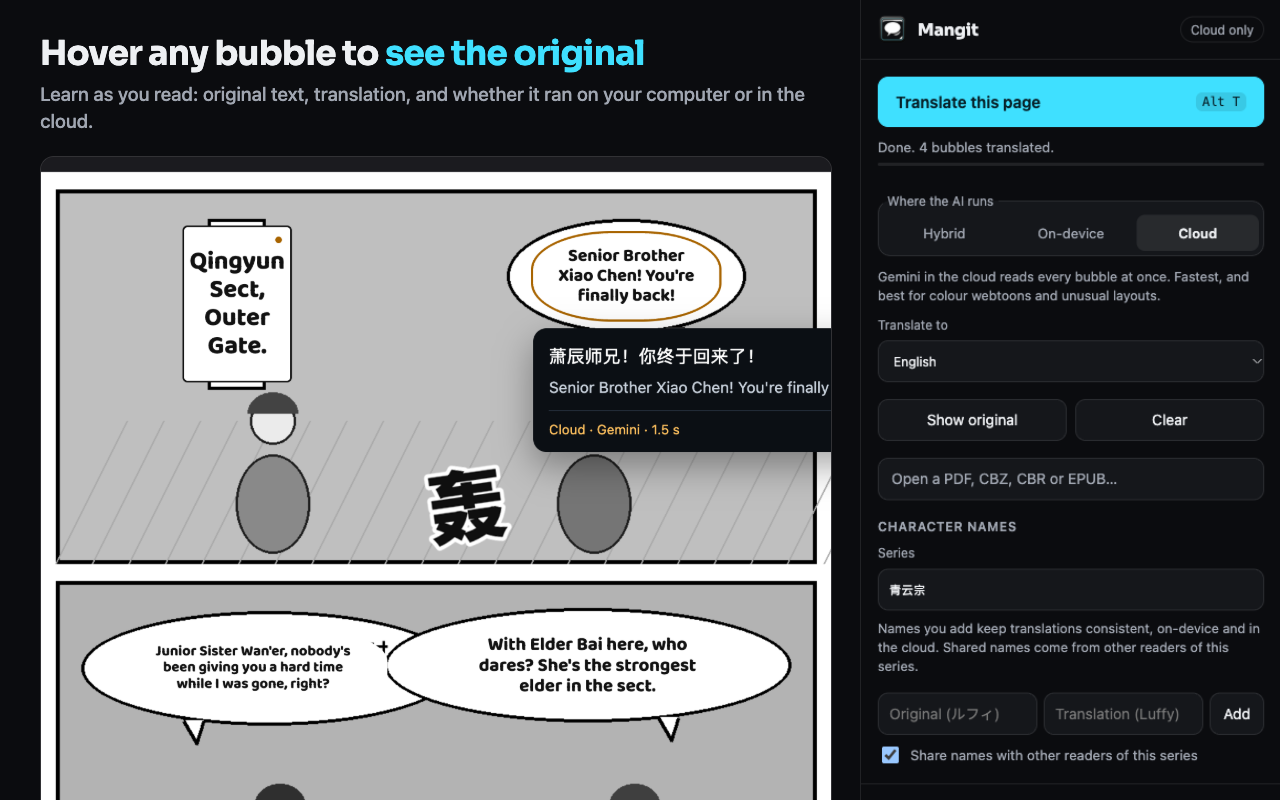 Hover any bubble to see the original
Learn as you read: original text, translation, and whether it ran on your computer or in the
cloud.
Qingyun
Sect,
Outer
Gate.
Senior Brother
Xiao Chen! You're
finally back!
萧辰师兄！你终于回来了！
Senior Brother Xiao Chen! You're finally
Cloud · Gemini · 1.5 s
轰
Junior Sister Wan'er, nobody's
been giving you a hard time
while I was gone, right?
With Elder Bai here, who
dares? She's the strongest
elder in the sect.
Mangit
Cloud only
Translate this page
Alt T
Done. 4 bubbles translated.
Where the AI runs
Hybrid
On-device
Cloud
Gemini in the cloud reads every bubble at once. Fastest, and
best for colour webtoons and unusual layouts.
Translate to
English
Show original
Clear
Open a PDF, CBZ, CBR or EPUB...
CHARACTER NAMES
Series
青云宗
Names you add keep translations consistent, on-device and in
the cloud. Shared names come from other readers of this
series.
Original (ルフィ)
Translation (Luffy)
Add
Share names with other readers of this series